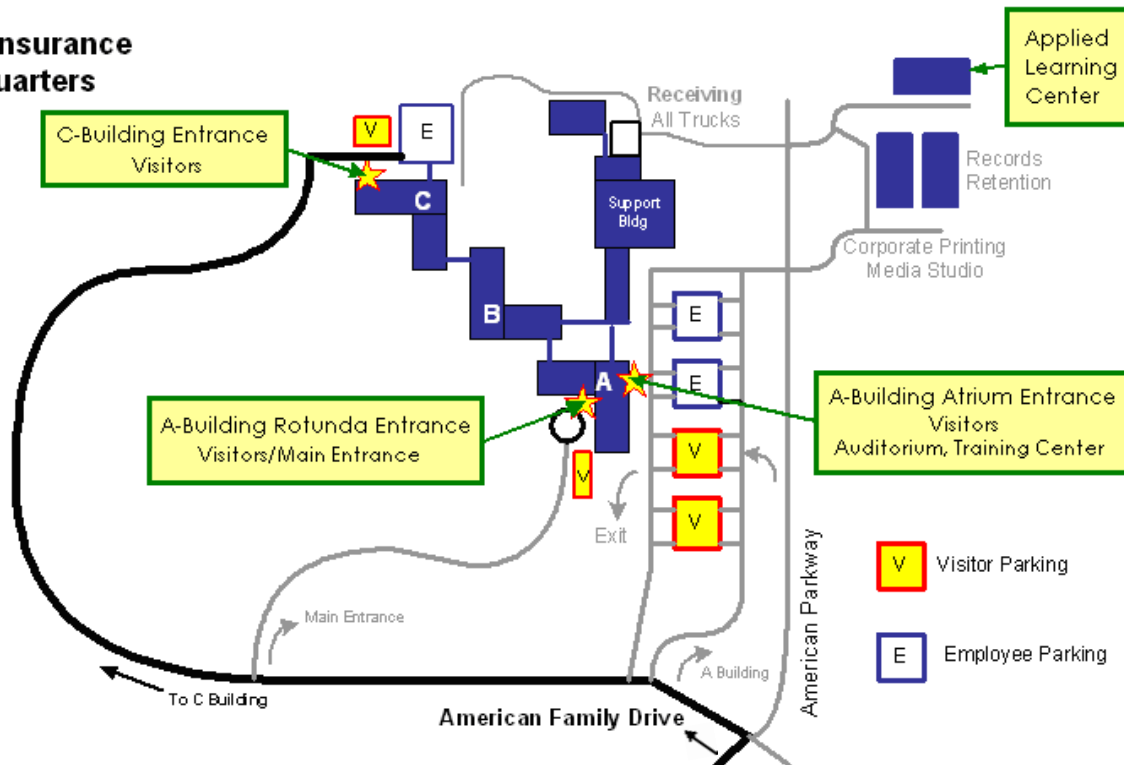 nsurance
quarters
Applied
Learning
Center
C-Building Entrance
Visitors
V
E
Receiving
All Trucks
Records
Retention
C
Support
Bldg
Corporate Printing
Media Studio
B
E
A
E
A-Building Rotunda Entrance
Visitors/Main Entrance
A-Building Atrium Entrance
Visitors
Auditorium, Training Center
V
V
V
Exit
American Parkway
V
Visitor Parking
Main Entrance
E
Employee Parking
A Building
To C Building
American Family Drive